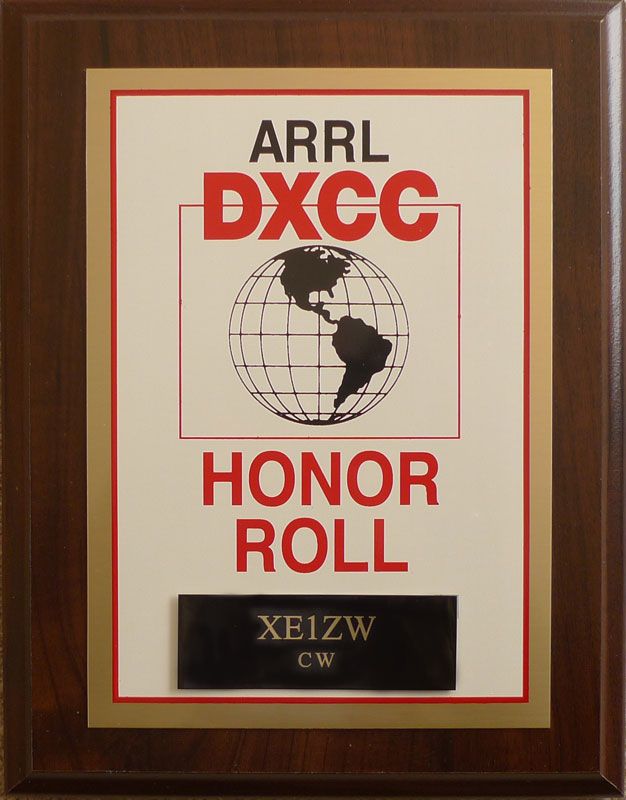 ARRL
DXCC
HONOR
ROLL
XE1ZW
CW